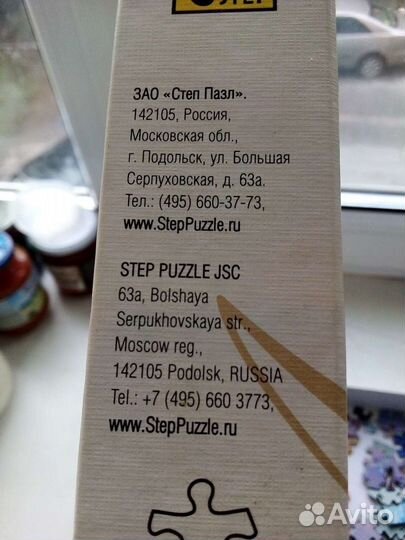 STEP
ЗАО «Степ Пазл».
142105, Россия,
Московская обл.,
г. Подольск, ул. Большая
Серпуховская, д. 63а.
Тел.: (495) 660-37-73,
www.StepPuzzle.ru
STEP PUZZLE JSC
63a, Bolshaya
Serpukhovskaya str.,
Moscow reg.,
142105 Podolsk, RUSSIA
Tel.: +7 (495) 660 3773,
www.StepPuzzle.ru
Avito